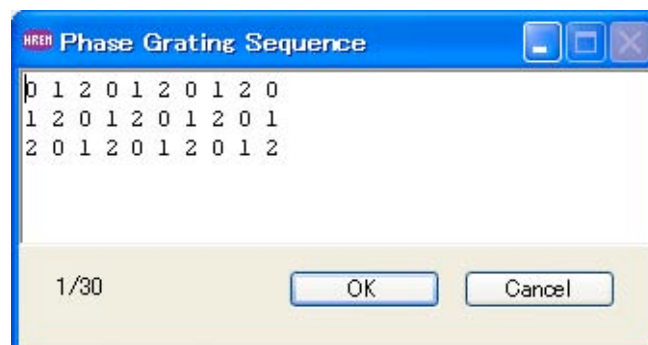 HREM Phase Grating Sequence
0 1 2 0 1 2 0 1 2 0
1 2 0 1 2 0 1 2 0 1
2 0 1 2 0 1 2 0 1 2
1/30 OK Cancel